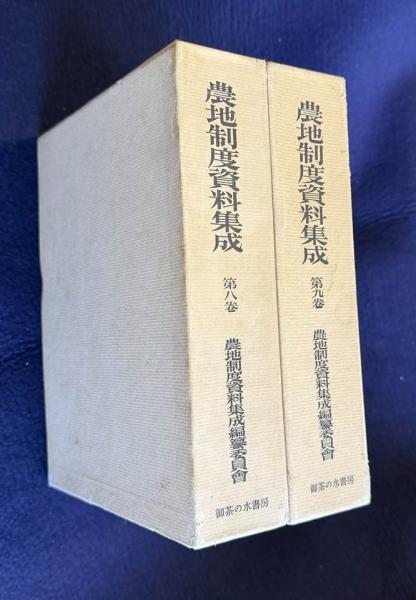 農地制度資料集成
第八巻
農地制度資料集成編纂委員會
御茶の水書房
農地制度資料集成
第九巻
農地制度資料集成編纂委員會
御茶の水書房